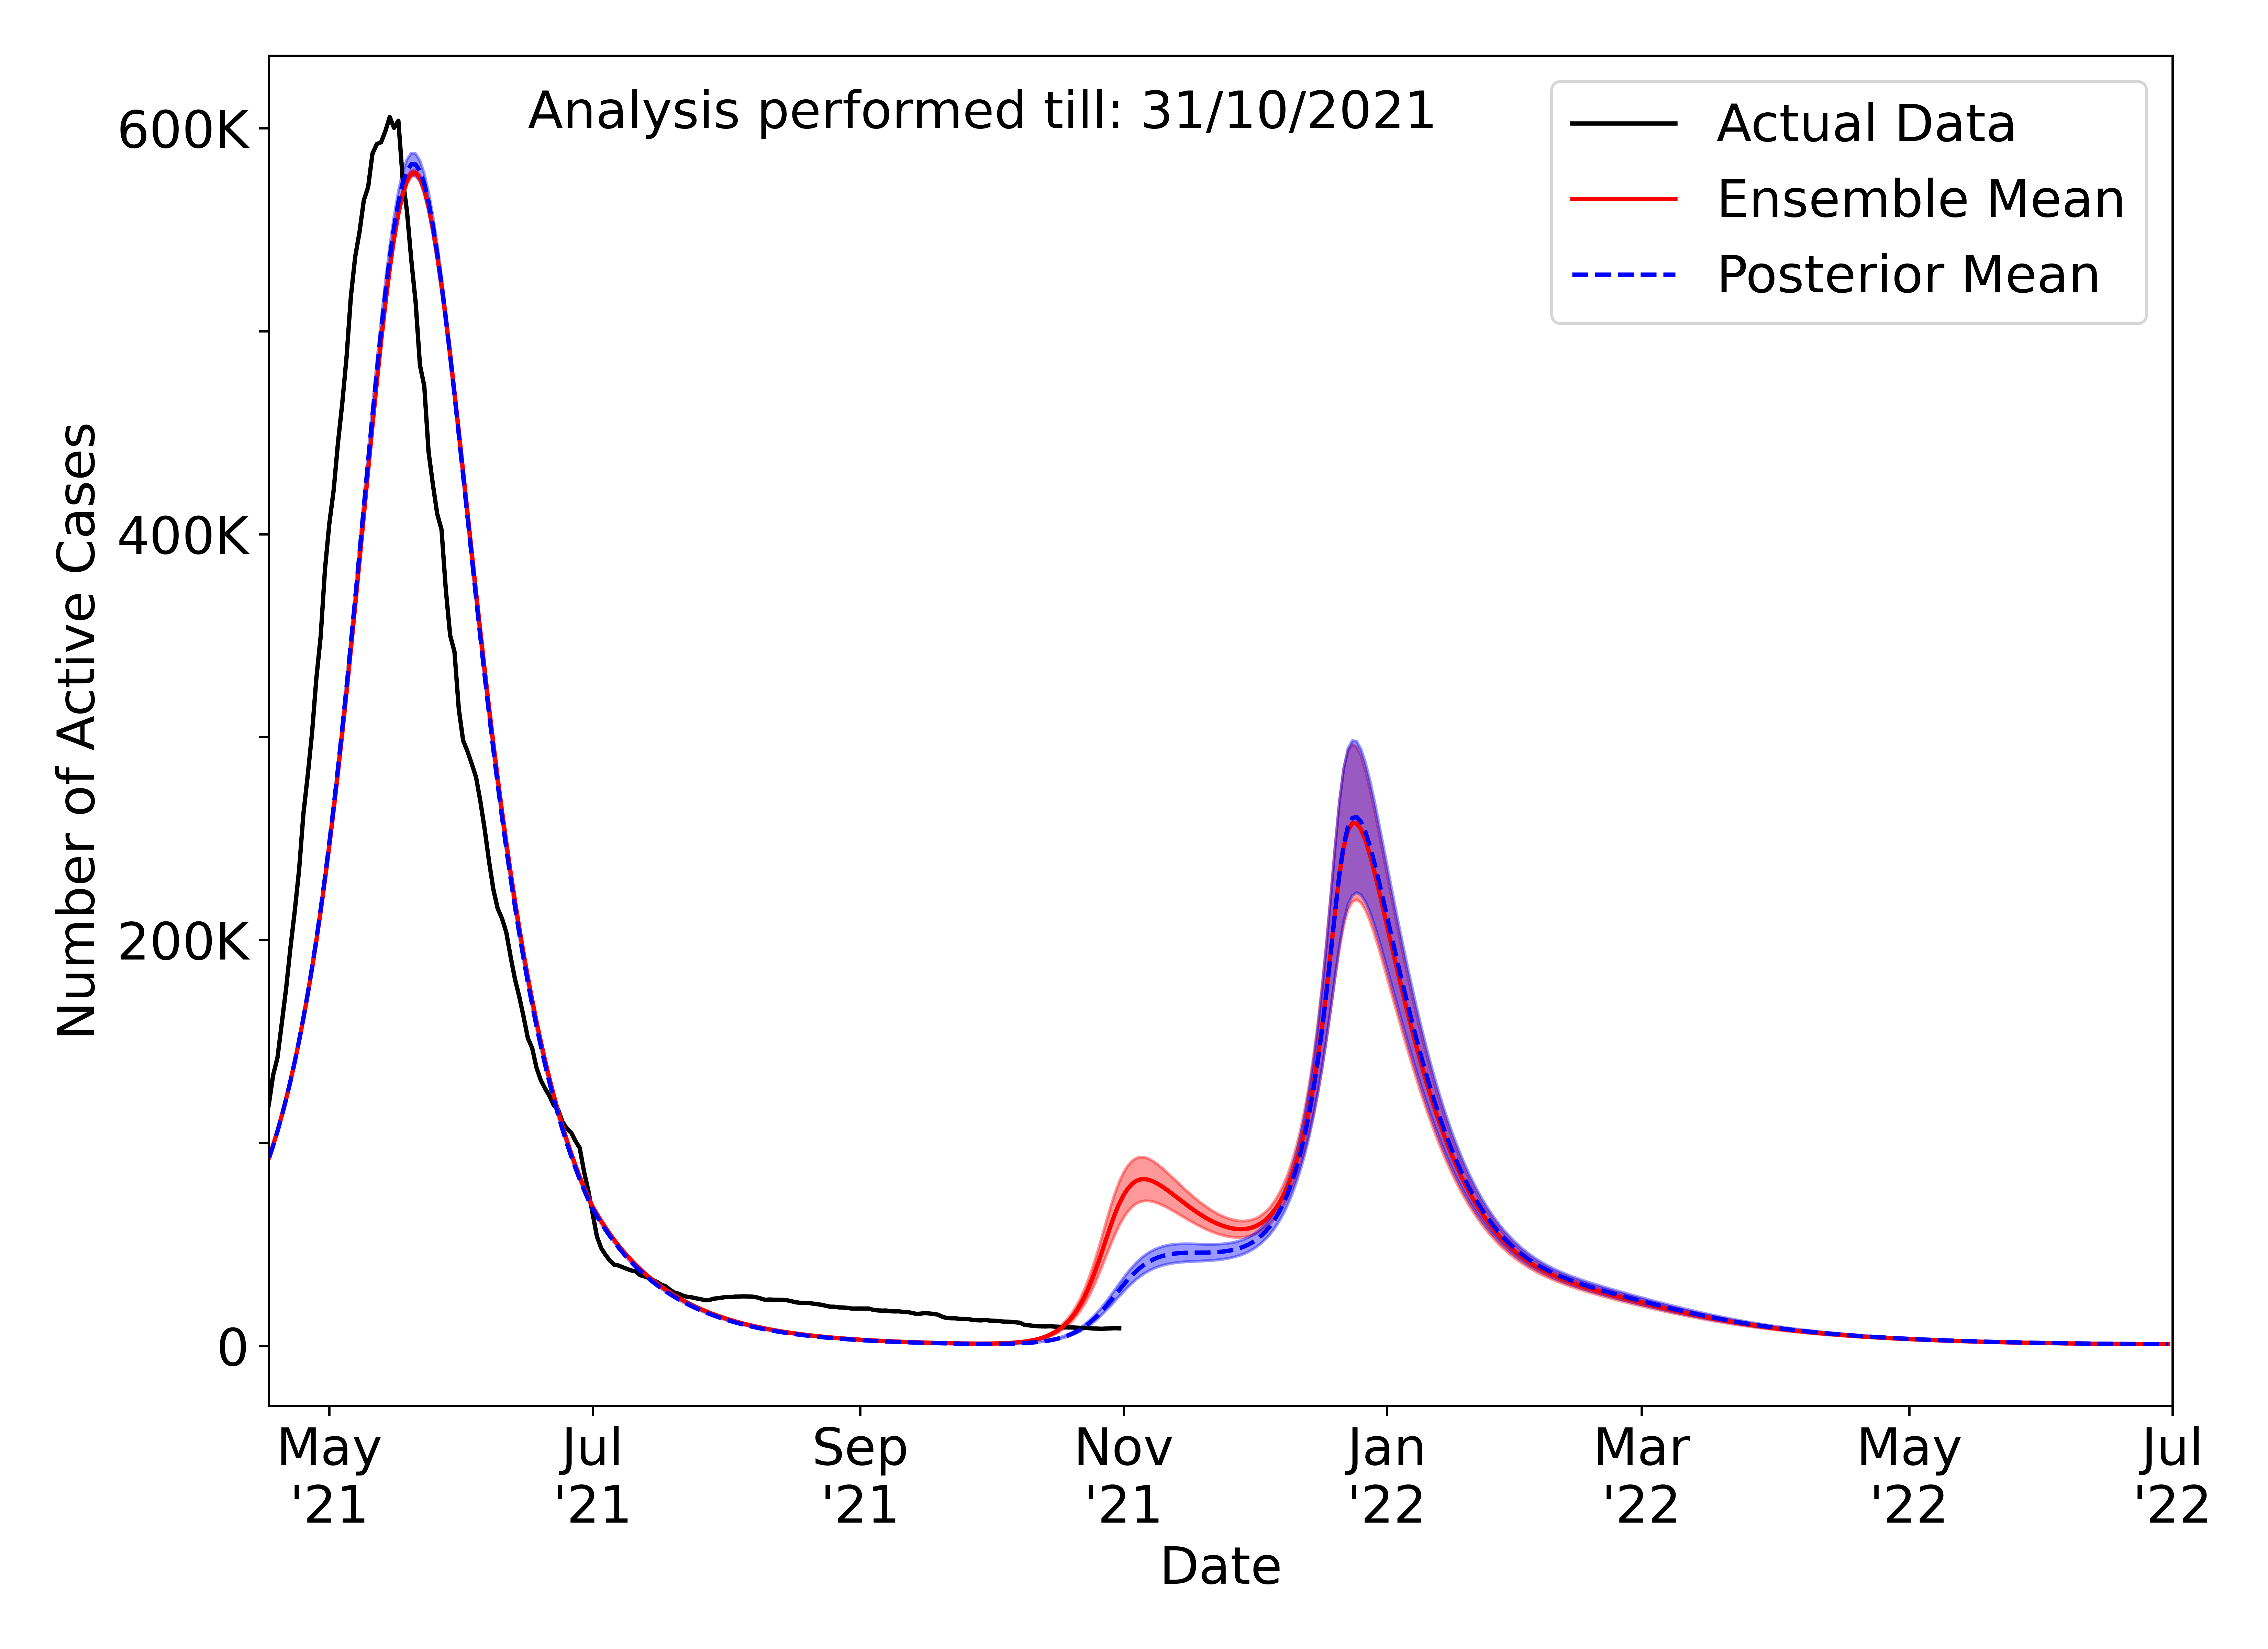 Analysis performed till: 31/10/2021
Actual Data
Ensemble Mean
Posterior Mean
Number of Active Cases
600K
400K
200K
0
May Jul Sep Nov Jan Mar May Jul
'21 '21 '21 '21 '22 '22 '22 '22
Date